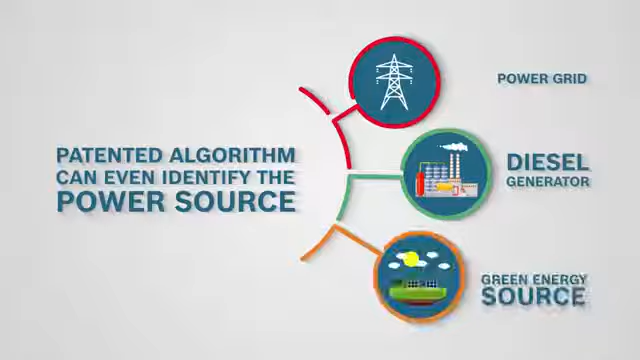 PATENTED ALGORITHM
CAN EVEN IDENTIFY THE
POWER SOURCE
POWER GRID
DIESEL
GENERATOR
GREEN ENERGY
SOURCE